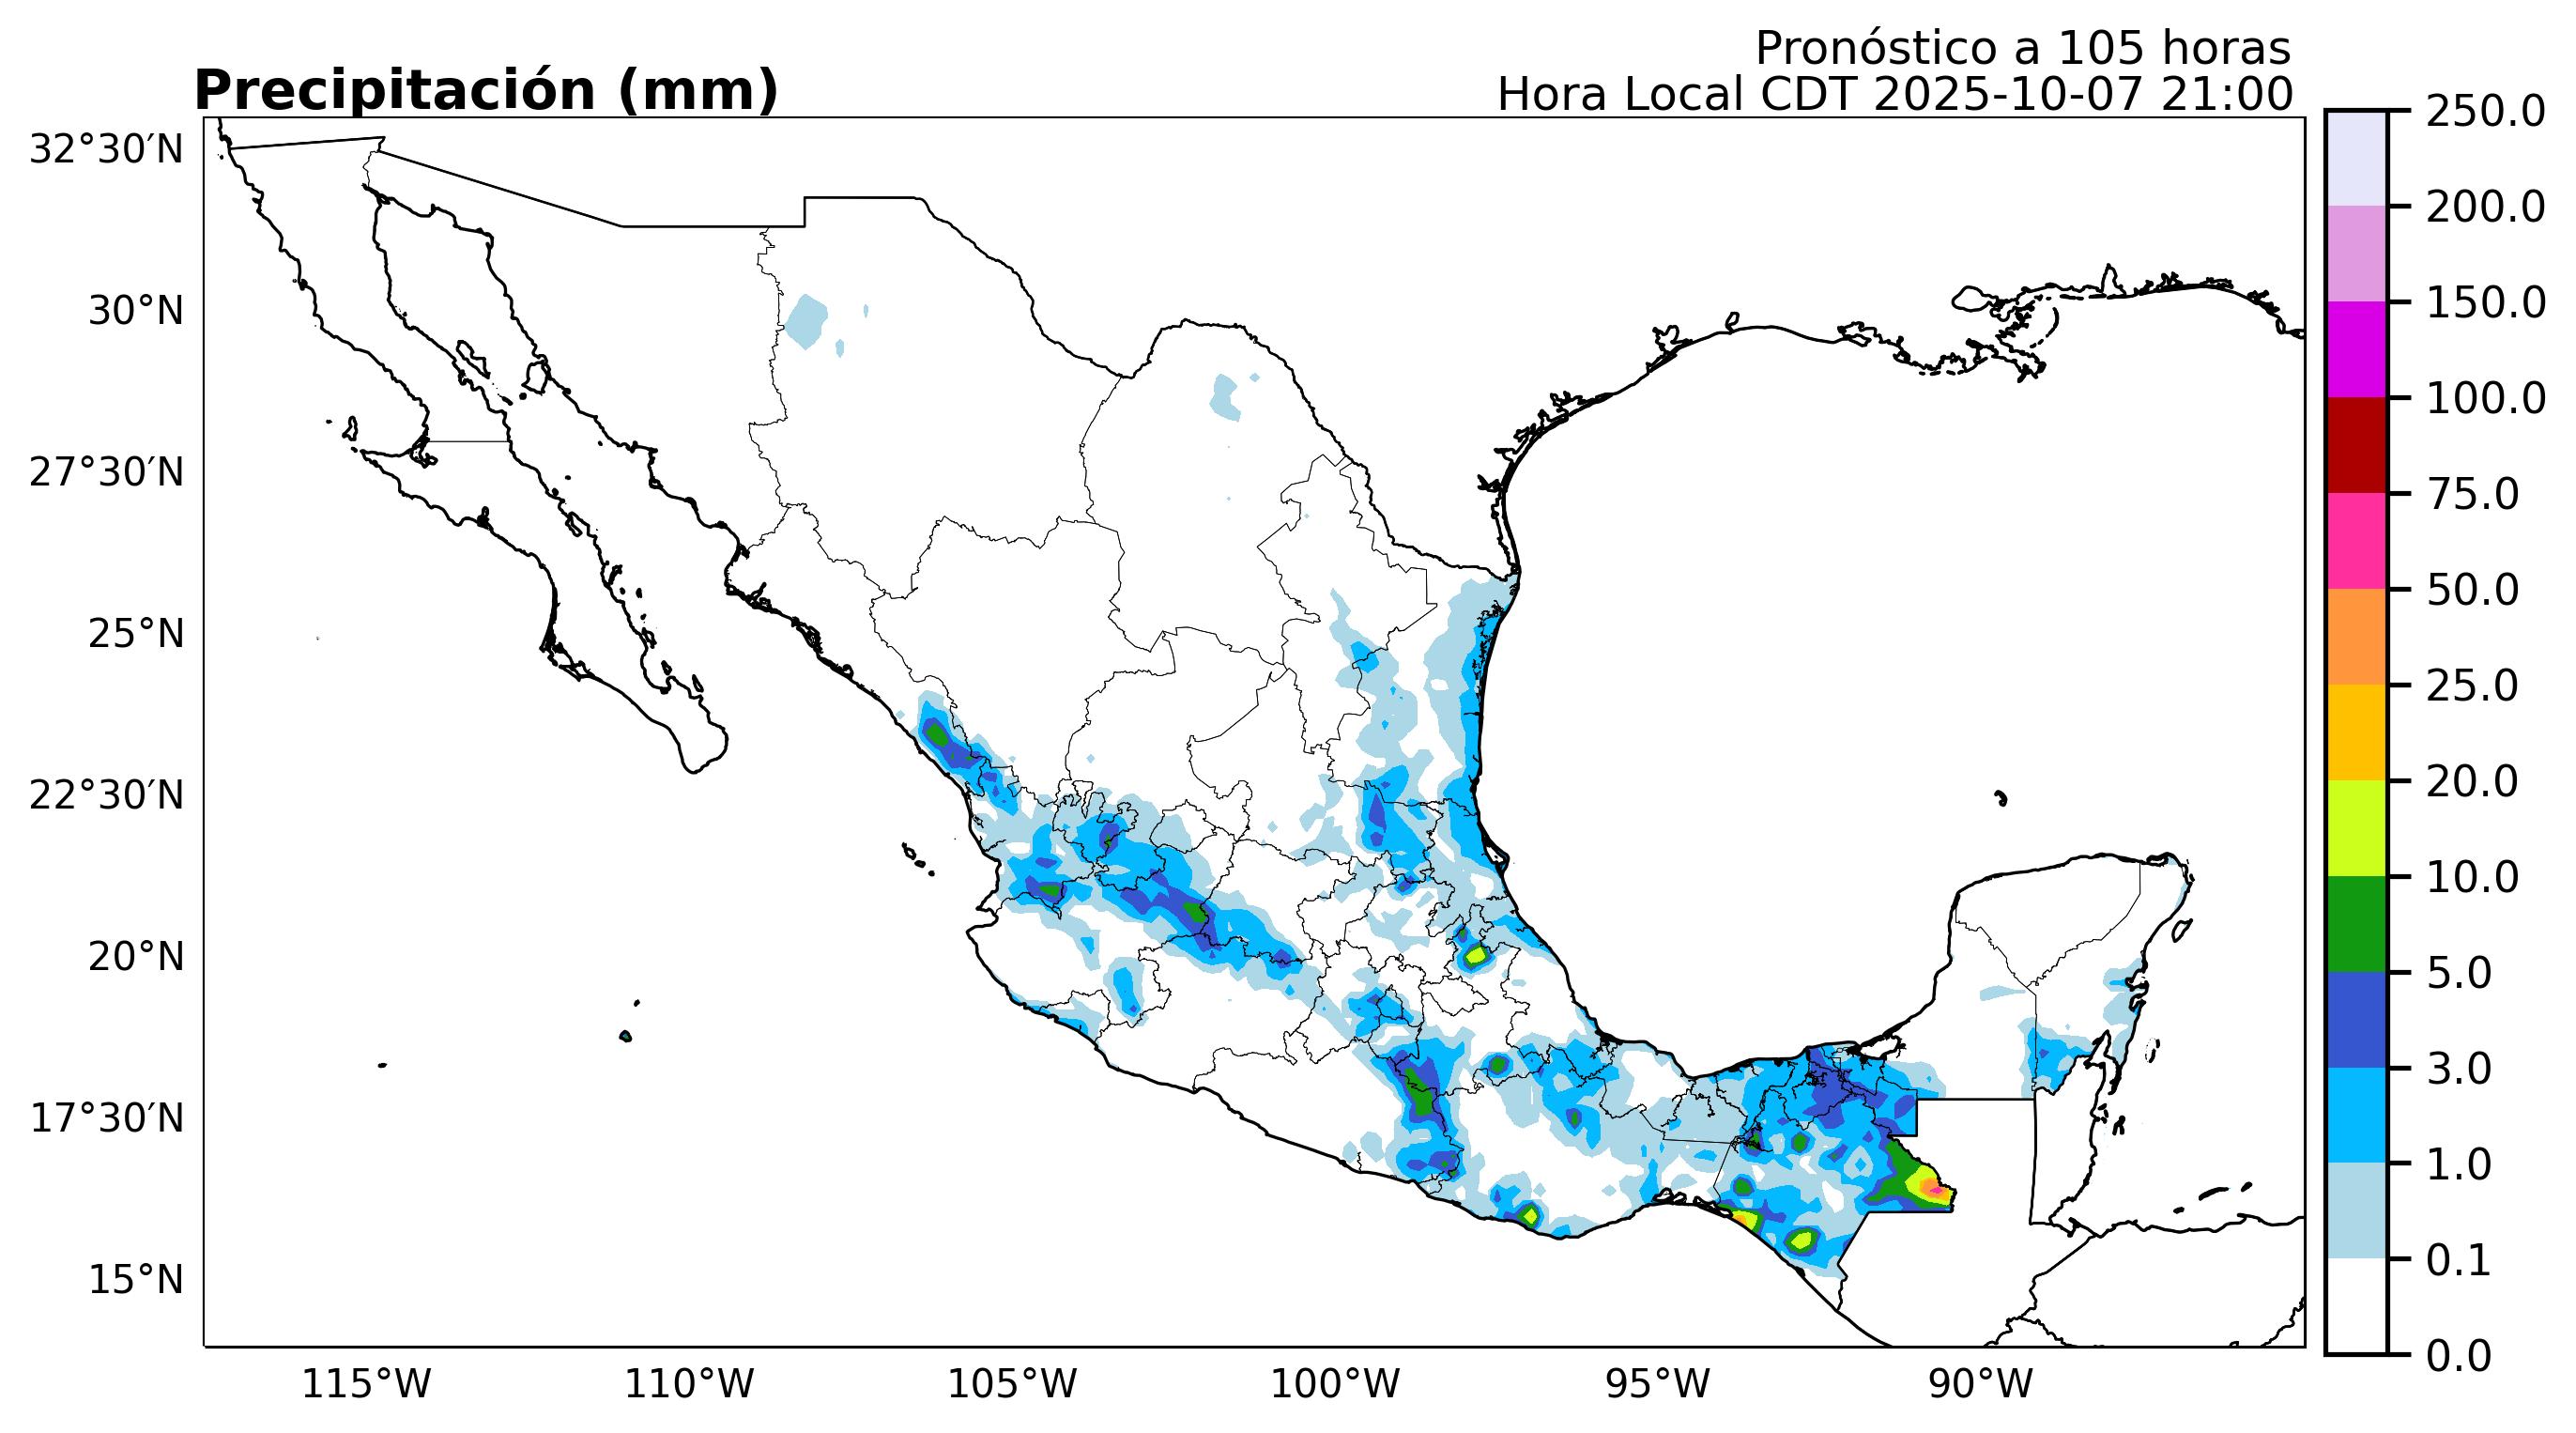 Pronóstico a 105 horas
Precipitación (mm)
Hora Local CDT 2025-10-07 21:00
32°30′N
30°N
27°30′N
25°N
22°30′N
20°N
17°30′N
15°N
115°W
110°W
105°W
100°W
95°W
90°W
250.0
200.0
150.0
100.0
75.0
50.0
25.0
20.0
10.0
5.0
3.0
1.0
0.1
0.0